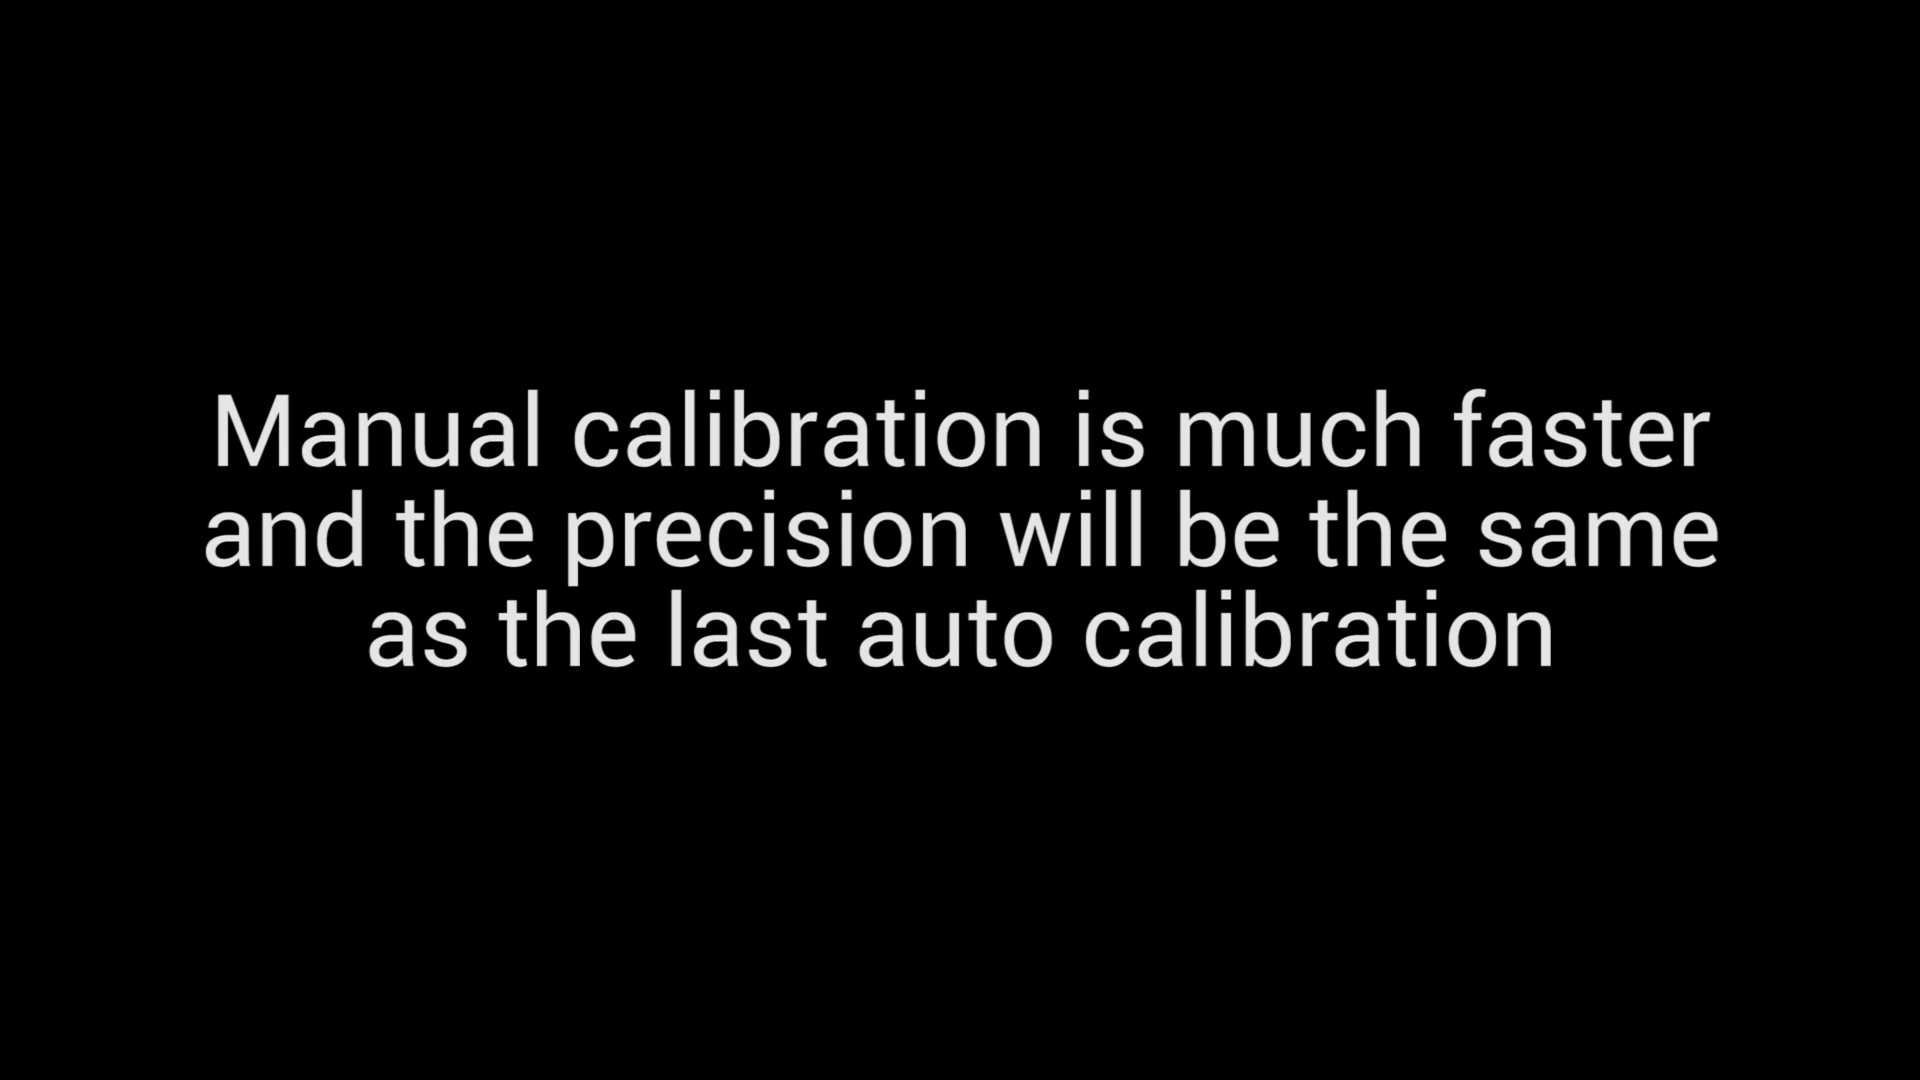 Manual calibration is much faster
and the precision will be the same
as the last auto calibration